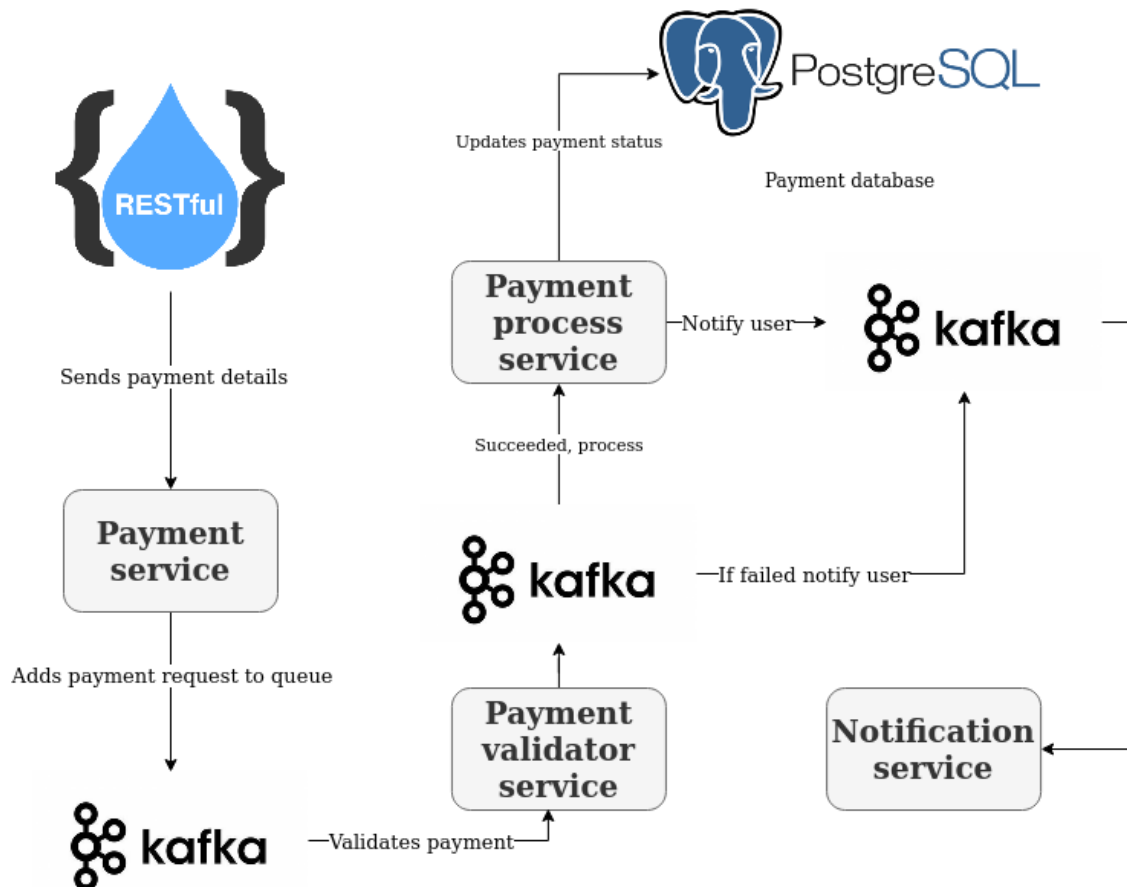 PostgreSQL
Updates payment status
Payment database
RESTful
Payment
process
service
Notify user
kafka
Sends payment details
Succeeded, process
Payment
service
kafka
If failed notify user
Adds payment request to queue
Payment
validator
service
Notification
service
kafka
Validates payment